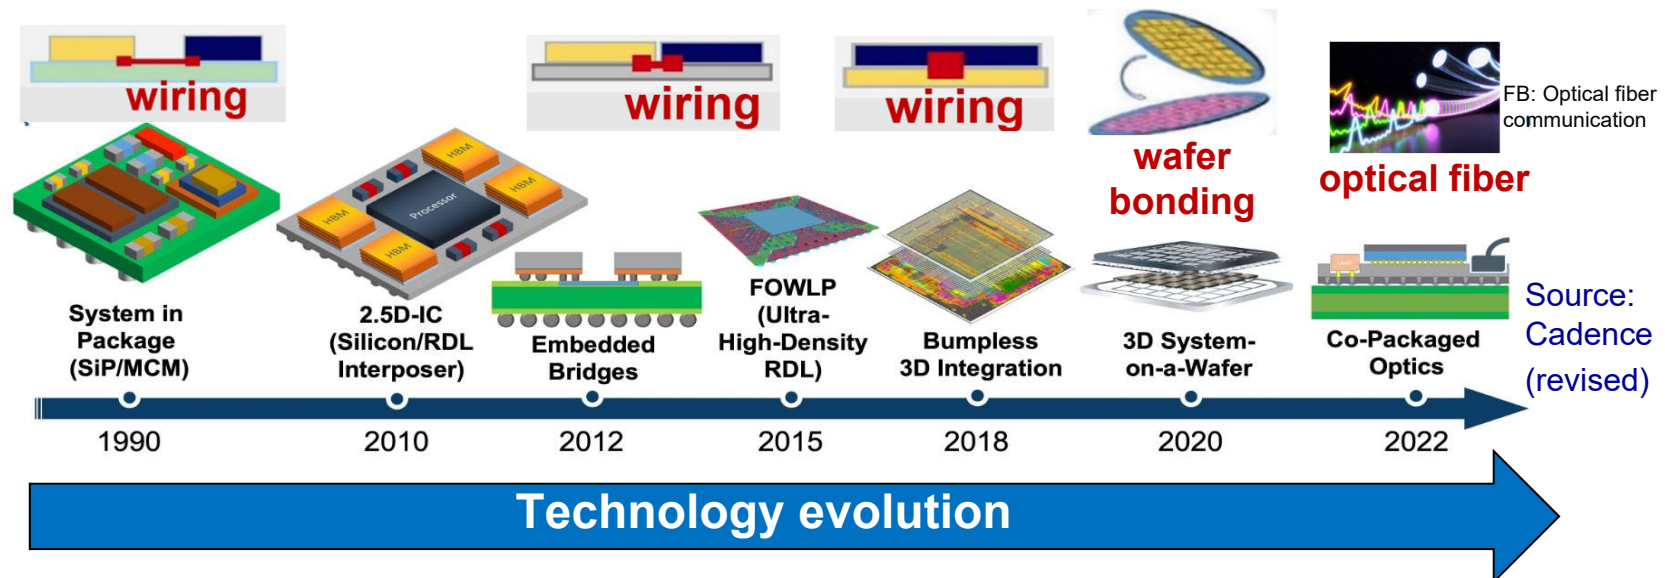 wiring
wiring
wiring
wafer
bonding
FB: Optical fiber
communication
optical fiber
HBM
HBM
HBM
HBM
Processor
System in
Package
(SiP/MCM)
2.5D-IC
(Silicon/RDL
Interposer)
Embedded
Bridges
FOWLP
(Ultra-
High-Density
RDL)
Bumpless
3D Integration
3D System-
on-a-Wafer
Co-Packaged
Optics
Source:
Cadence
(revised)
1990
2010
2012
2015
2018
2020
2022
Technology evolution